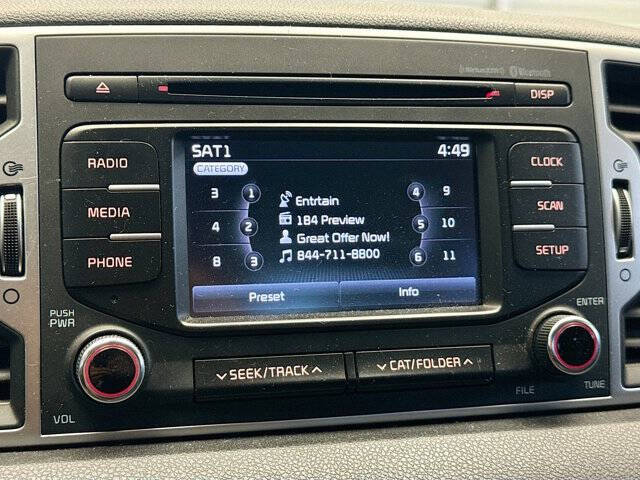 ((SiriusXM)) Bluetooth
DISP
RADIO
MEDIA
PHONE
SAT1 4:49
CATEGORY
3 1 Entrtain 4 9
184 Preview
4 2 Great Offer Now! 5 10
8 3 844-711-8800 6 11
Preset Info
CLOCK
SCAN
SETUP
PUSH
PWR
VOL
SEEK/TRACK
CAT/FOLDER
FILE
ENTER
TUNE